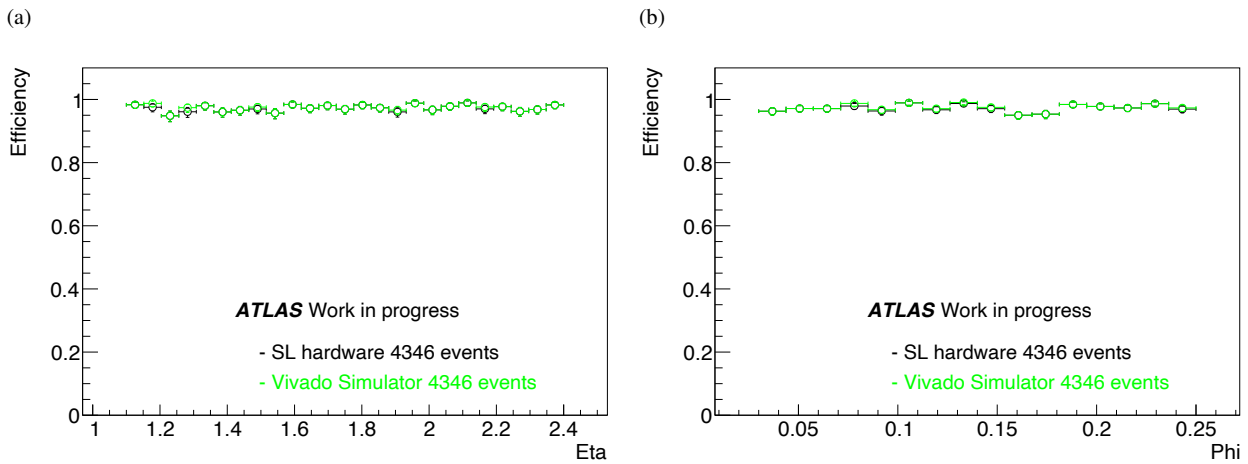 (a)
Efficiency
1
0.8
0.6
0.4
0.2
0
ATLAS Work in progress
- SL hardware 4346 events
- Vivado Simulator 4346 events
1 1.2 1.4 1.6 1.8 2 2.2 2.4
Eta
(b)
Efficiency
1
0.8
0.6
0.4
0.2
0
ATLAS Work in progress
- SL hardware 4346 events
- Vivado Simulator 4346 events
0.05 0.1 0.15 0.2 0.25
Phi